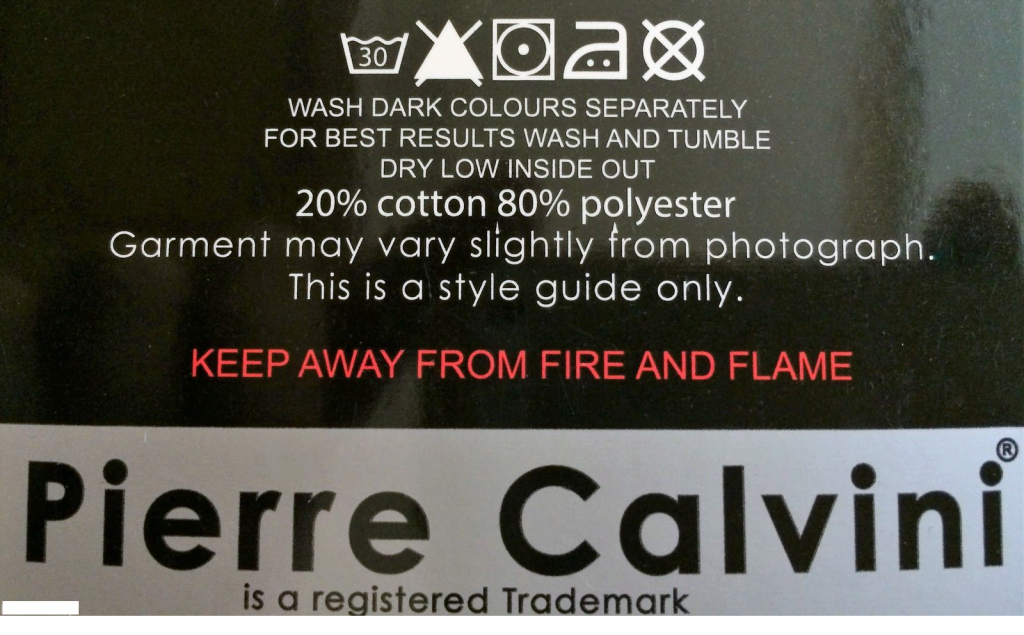 30
WASH DARK COLOURS SEPARATELY
FOR BEST RESULTS WASH AND TUMBLE
DRY LOW INSIDE OUT
20% cotton 80% polyester
Garment may vary slightly from photograph.
This is a style guide only.
KEEP AWAY FROM FIRE AND FLAME
Pierre Calvini®
is a registered Trademark